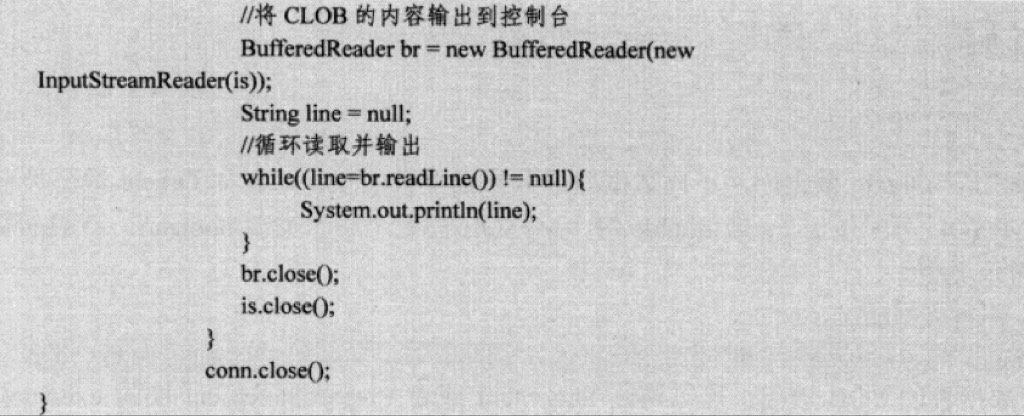 //将 CLOB 的内容输出到控制台
BufferedReader br = new BufferedReader(new
InputStreamReader(is));
String line = null;
//循环读取并输出
while((line=br.readLine()) != null){
System.out.println(line);
}
br.close();
is.close();
}
conn.close();
}